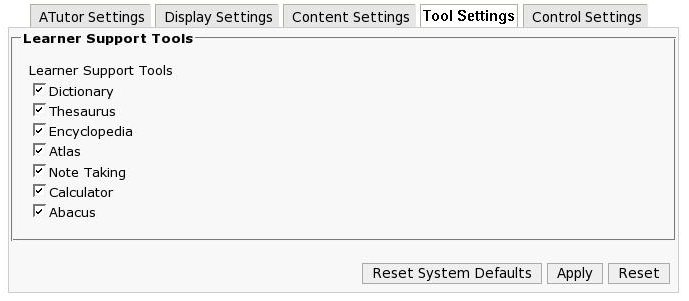 ATutor Settings Display Settings Content Settings Tool Settings Control Settings
Learner Support Tools
Learner Support Tools
Dictionary
Thesaurus
Encyclopedia
Atlas
Note Taking
Calculator
Abacus
Reset System Defaults Apply Reset